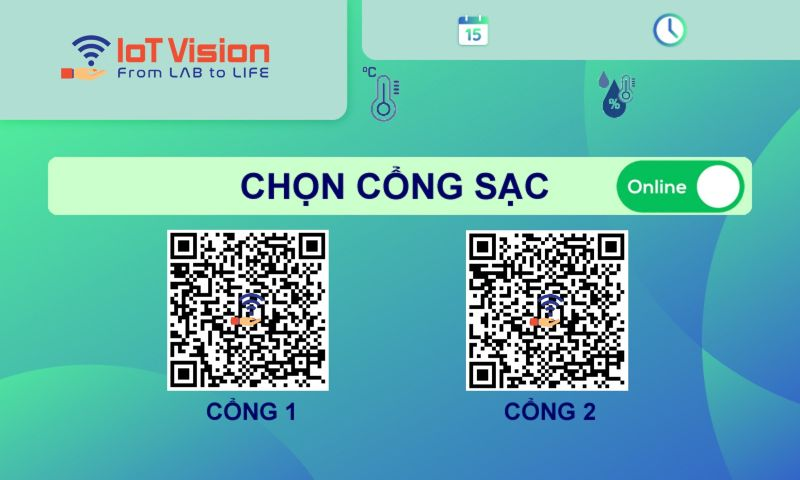 IoT Vision
From LAB to LIFE
15
°C
%
CHỌN CỔNG SẠC
Online
CỔNG 1
CỔNG 2